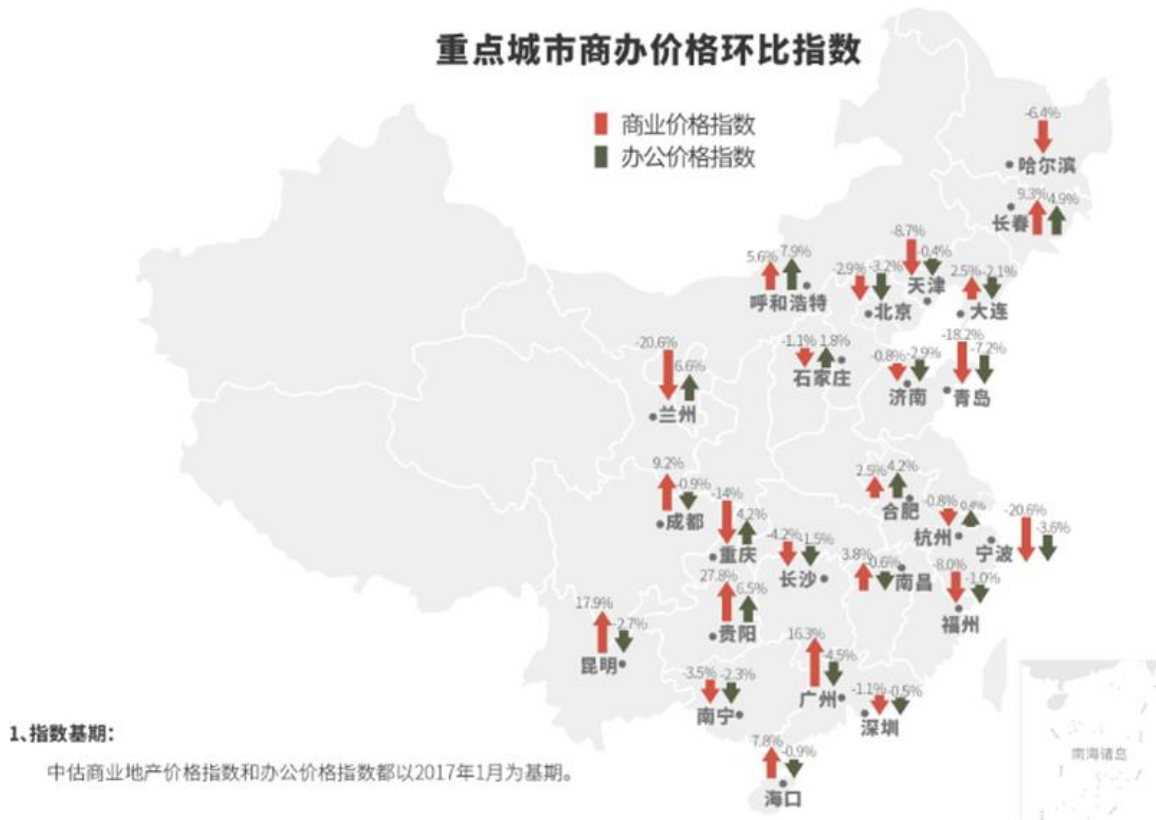 重点城市商办价格环比指数
商业价格指数
办公价格指数
-6.4%
哈尔滨
9.3% 4.9%
长春
-8.7%
-0.4%
天津
5.6% 7.9%
呼和浩特
-2.9% -3.2%
北京
2.5% -2.1%
大连
-18.2%
-7.2%
青岛
-1.1% 1.8%
石家庄
-0.8% -2.9%
济南
-20.6%
6.6%
兰州
9.2%
-0.9%
成都
-14%
4.2%
重庆
2.5% 4.2%
合肥
-0.8% 0.4%
杭州
-20.6%
-3.6%
宁波
-4.2% -1.5%
长沙
3.8%
-0.6%
南昌
-8.0%
-1.0%
福州
27.8%
6.5%
贵阳
17.9%
-2.7%
昆明
16.3%
-4.5%
广州
-3.5% -2.3%
南宁
-1.1% -0.5%
深圳
7.8%
-0.9%
海口
南海诸岛
1、指数基期：
中估商业地产价格指数和办公价格指数都以2017年1月为基期。